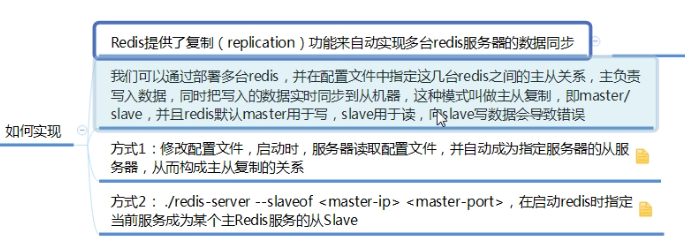 Redis提供了复制（replication）功能来自动实现多台redis服务器的数据同步
我们可以通过部署多台redis，并在配置文件中指定这几台redis之间的主从关系，主负责
写入数据，同时把写入的数据实时同步到从机器，这种模式叫做主从复制，即master/
slave，并且redis默认master用于写，slave用于读，向slave写数据会导致错误
如何实现
方式1：修改配置文件，启动时，服务器读取配置文件，并自动成为指定服务器的从服
务器，从而构成主从复制的关系
方式2：./redis-server --slaveof <master-ip> <master-port>，在启动redis时指定
当前服务成为某个主Redis服务的从Slave